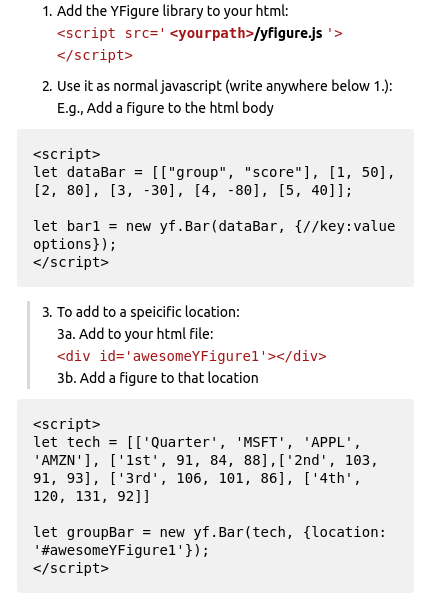 1. Add the YFigure library to your html:
<script src=' <yourpath>/yfigure.js '>
</script>
2. Use it as normal javascript (write anywhere below 1.):
E.g., Add a figure to the html body
<script>
let dataBar = [["group", "score"], [1, 50],
[2, 80], [3, -30], [4, -80], [5, 40]];
let bar1 = new yf.Bar(dataBar, {//key:value
options});
</script>
3. To add to a speicific location:
3a. Add to your html file:
<div id='awesomeYFigure1'></div>
3b. Add a figure to that location
<script>
let tech = [['Quarter', 'MSFT', 'APPL',
'AMZN'], ['1st', 91, 84, 88],['2nd', 103,
91, 93], ['3rd', 106, 101, 86], ['4th',
120, 131, 92]]
let groupBar = new yf.Bar(tech, {location:
'#awesomeYFigure1'});
</script>